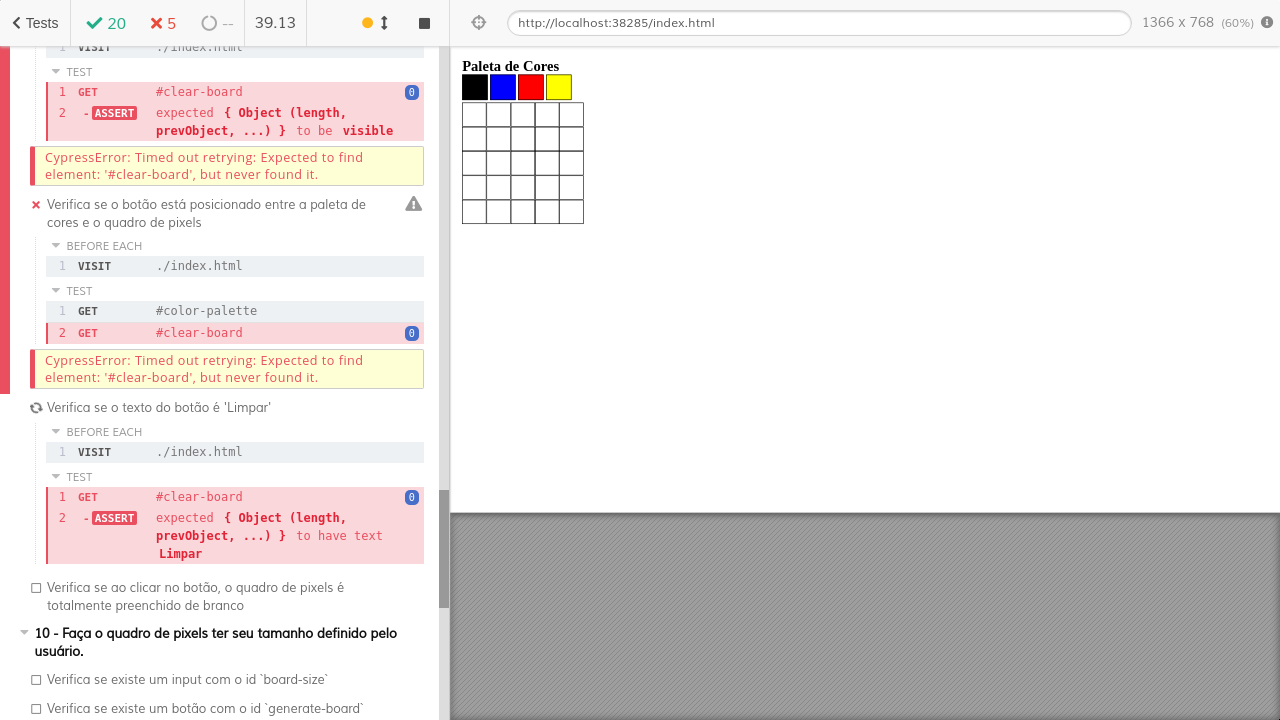 Tests
20
5
--
39.13
http://localhost:38285/index.html
1366 x 768 (60%)
1 VISIT ./index.html
TEST
1 GET #clear-board 0
2 -ASSERT expected { Object (length,
prevObject, ...) } to be visible
CypressError: Timed out retrying: Expected to find
element: '#clear-board', but never found it.
Verifica se o botão está posicionado entre a paleta de
cores e o quadro de pixels
BEFORE EACH
1 VISIT ./index.html
TEST
1 GET #color-palette
2 GET #clear-board 0
CypressError: Timed out retrying: Expected to find
element: '#clear-board', but never found it.
Verifica se o texto do botão é 'Limpar'
BEFORE EACH
1 VISIT ./index.html
TEST
1 GET #clear-board 0
2 -ASSERT expected { Object (length,
prevObject, ...) } to have text
Limpar
Verifica se ao clicar no botão, o quadro de pixels é
totalmente preenchido de branco
10 - Faça o quadro de pixels ter seu tamanho definido pelo
usuário.
Verifica se existe um input com o id `board-size`
Verifica se existe um botão com o id `generate-board`
Paleta de Cores